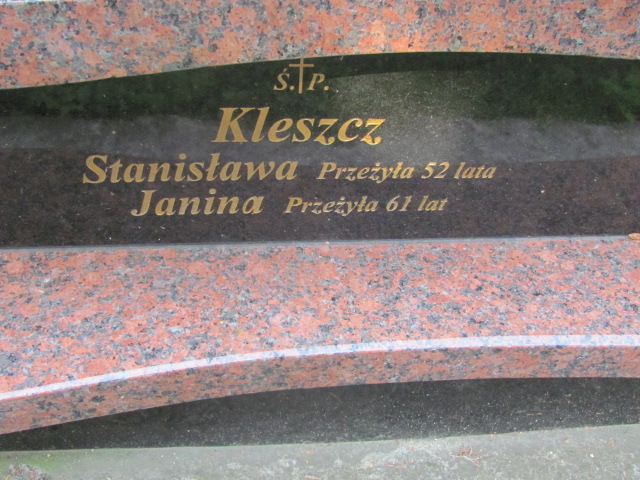 Ś.†P.
Kleszcz
Stanisława Przeżyła 52 lata
Janina Przeżyła 61 lat